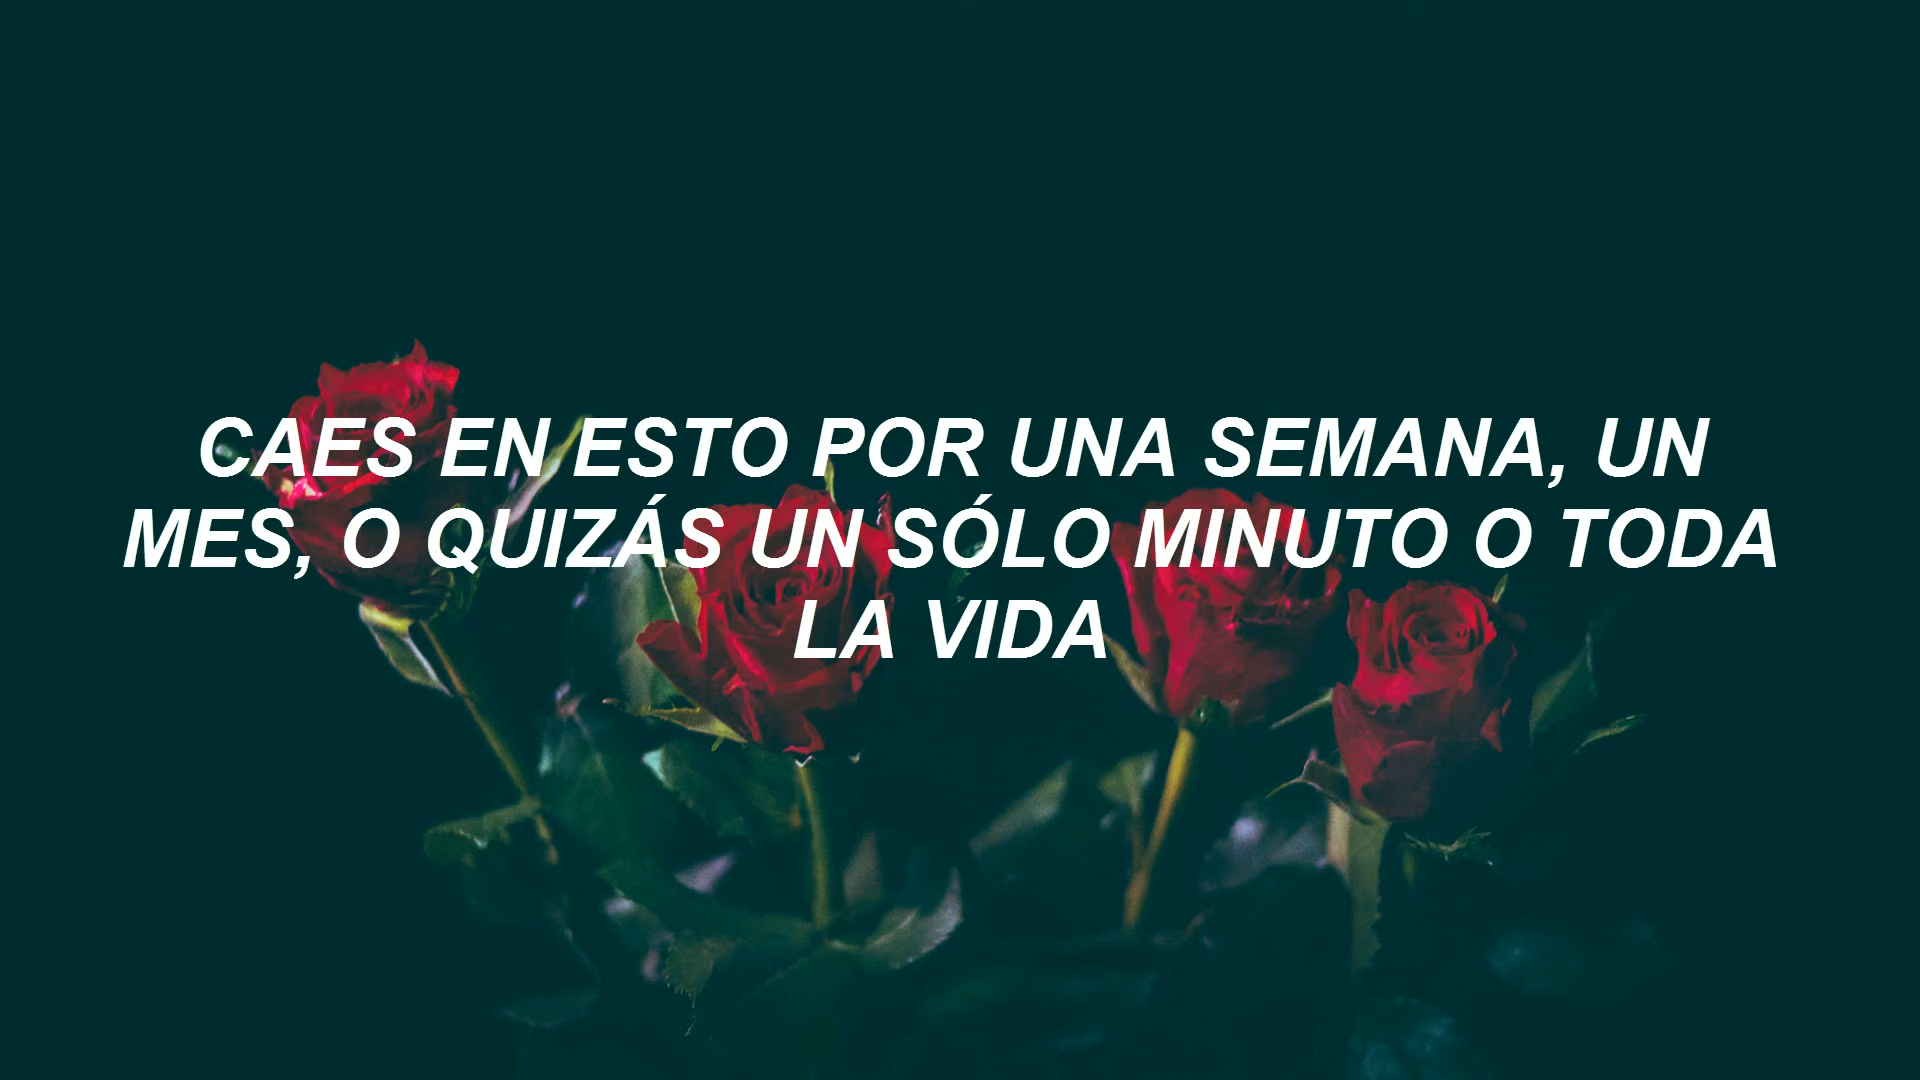 CAES EN ESTO POR UNA SEMANA, UN
MES, O QUIZÁS UN SÓLO MINUTO O TODA
LA VIDA